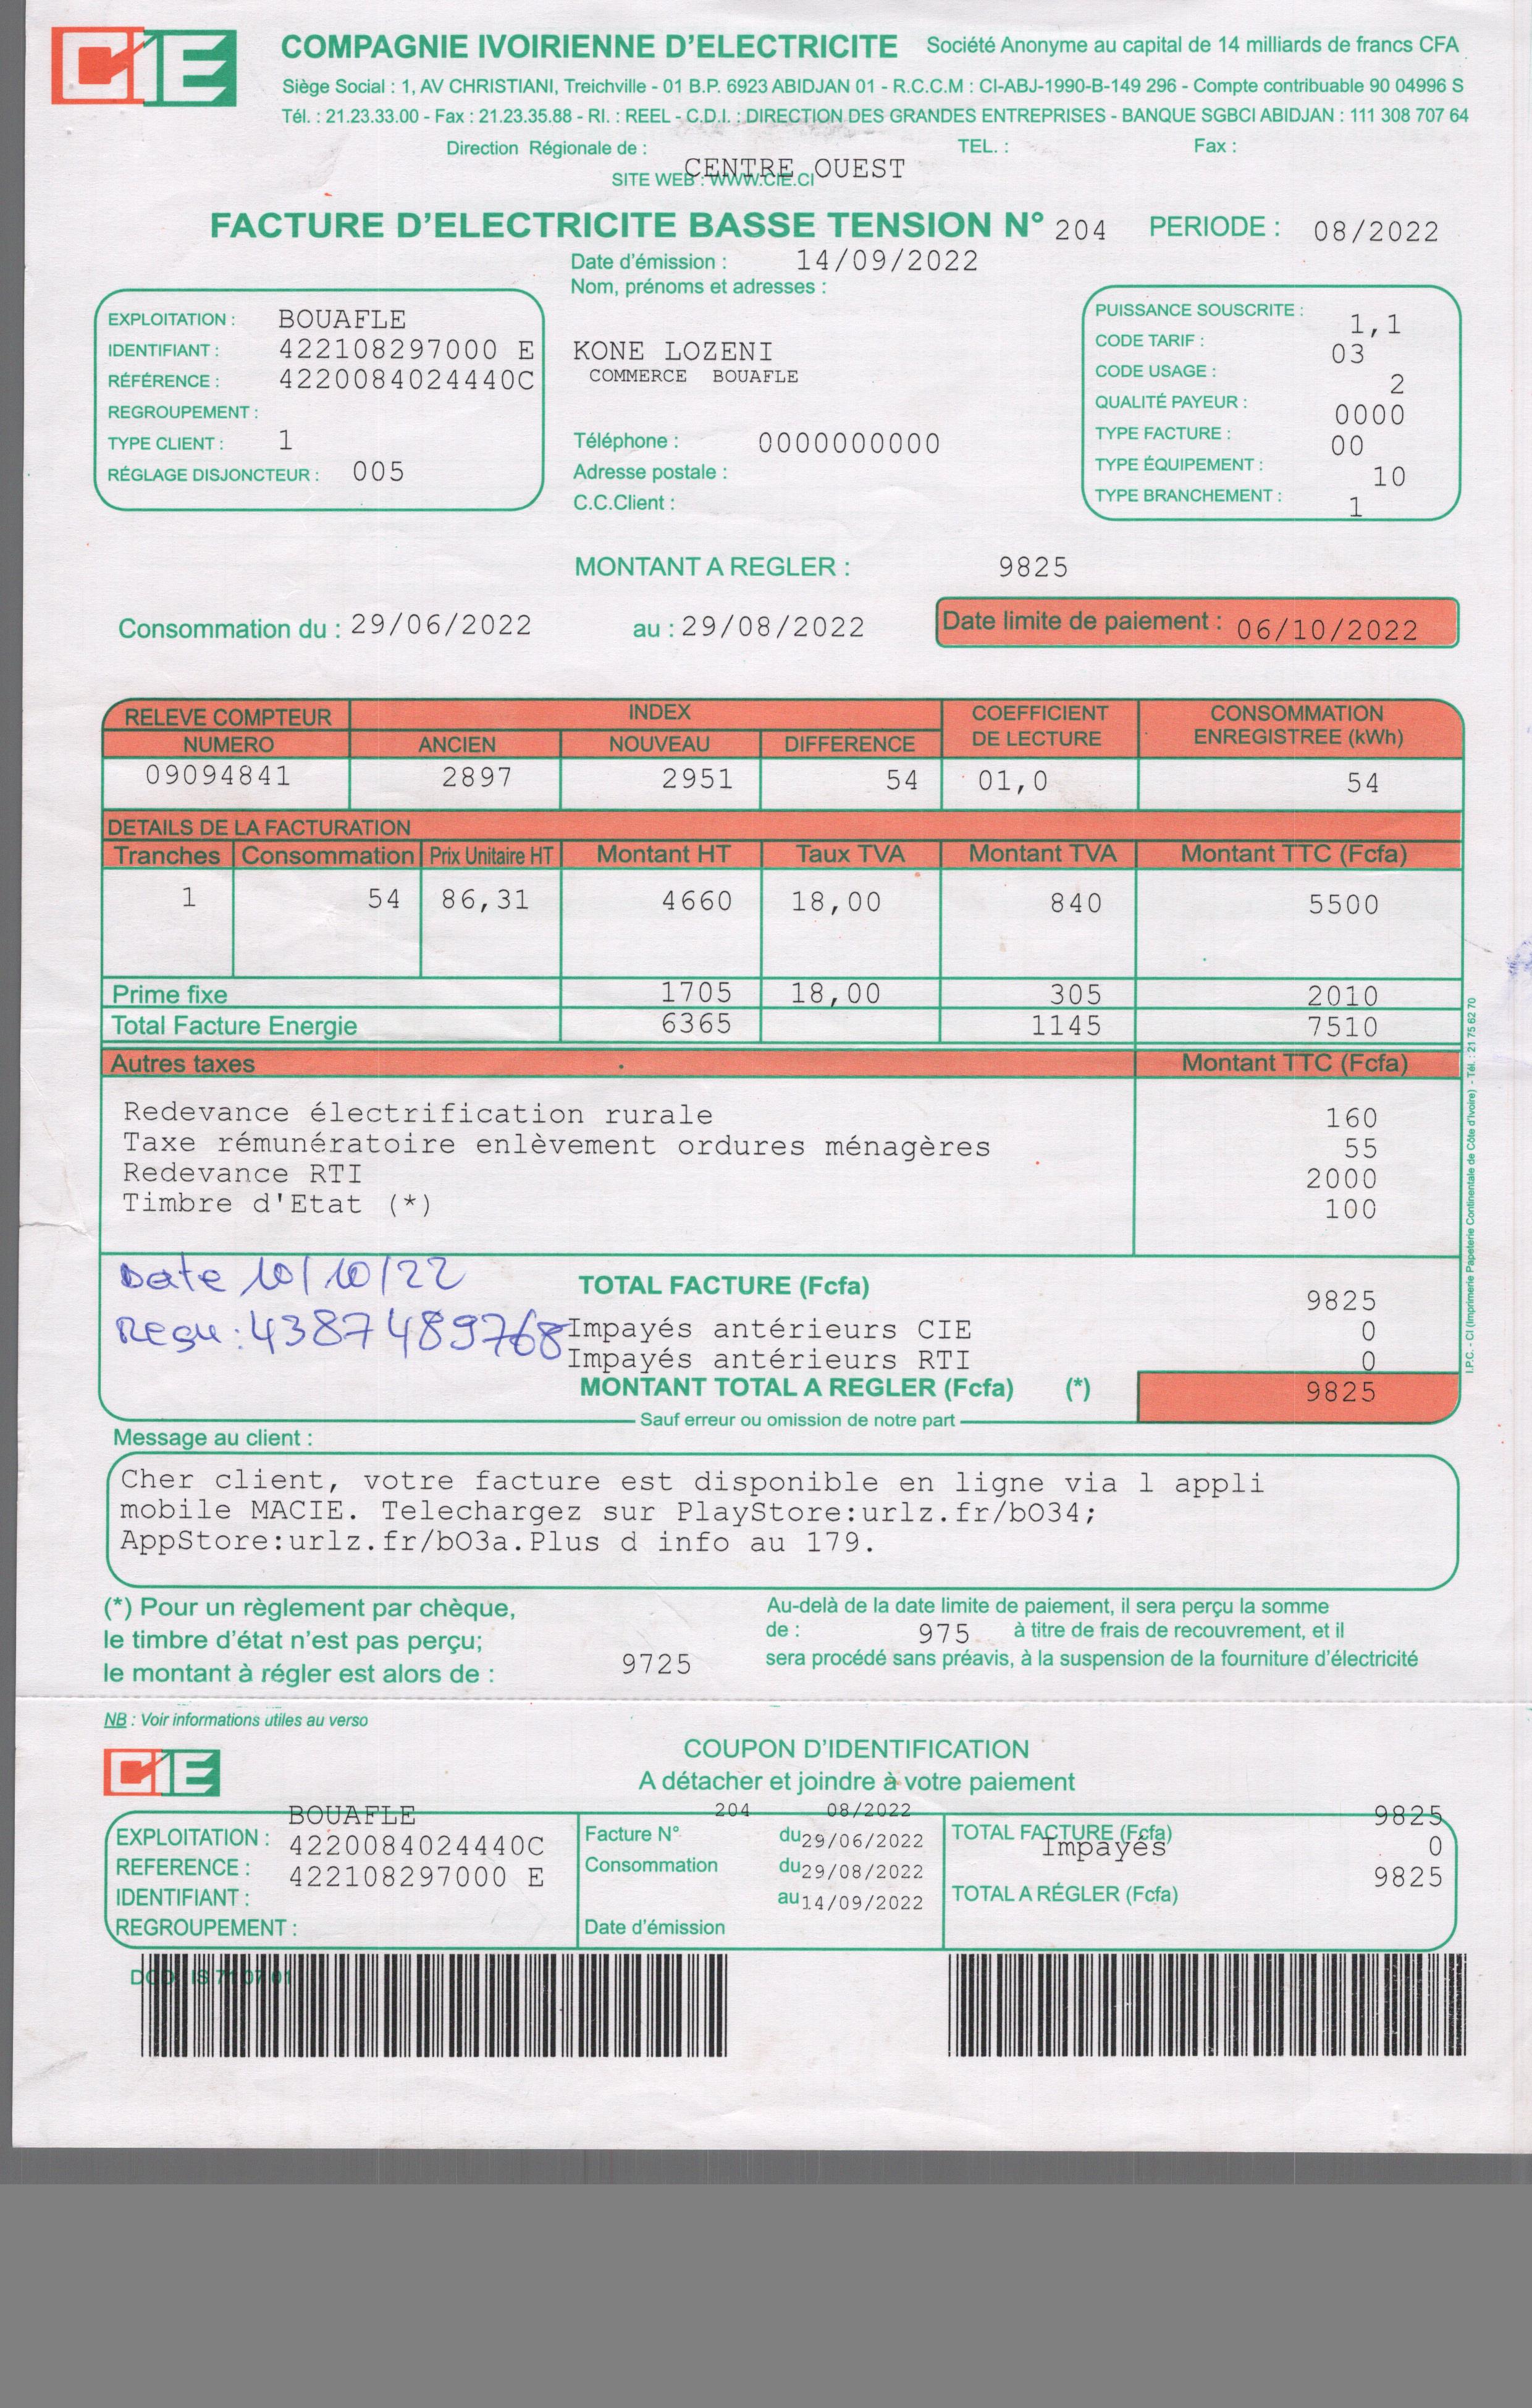 CIE
COMPAGNIE IVOIRIENNE D'ELECTRICITE Société Anonyme au capital de 14 milliards de francs CFA
Siège Social : 1, AV CHRISTIANI, Treichville - 01 B.P. 6923 ABIDJAN 01 - R.C.C.M : CI-ABJ-1990-B-149 296 - Compte contribuable 90 04996 S
Tél. : 21.23.33.00 - Fax : 21.23.35.88 - RI. : REEL - C.D.I. : DIRECTION DES GRANDES ENTREPRISES - BANQUE SGBCI ABIDJAN : 111 308 707 64
Direction Régionale de : CENTRE OUEST TEL. : Fax :
SITE WEB : WWW.CIE.CI
FACTURE D'ELECTRICITE BASSE TENSION N° 204 PERIODE : 08/2022
Date d'émission : 14/09/2022
Nom, prénoms et adresses :
EXPLOITATION : BOUAFLE
IDENTIFIANT : 422108297000 E
RÉFÉRENCE : 4220084024440C
REGROUPEMENT :
TYPE CLIENT : 1
RÉGLAGE DISJONCTEUR : 005
KONE LOZENI
COMMERCE BOUAFLE
Téléphone : 0000000000
Adresse postale :
C.C.Client :
PUISSANCE SOUSCRITE : 1,1
CODE TARIF : 03
CODE USAGE : 2
QUALITÉ PAYEUR : 0000
TYPE FACTURE : 00
TYPE ÉQUIPEMENT : 10
TYPE BRANCHEMENT : 1
MONTANT A REGLER : 9825
Consommation du : 29/06/2022 au : 29/08/2022 Date limite de paiement : 06/10/2022
RELEVE COMPTEUR INDEX COEFFICIENT DE LECTURE CONSOMMATION ENREGISTREE (kWh)
NUMERO ANCIEN NOUVEAU DIFFERENCE
09094841 2897 2951 54 01,0 54
DETAILS DE LA FACTURATION
Tranches Consommation Prix Unitaire HT Montant HT Taux TVA Montant TVA Montant TTC (Fcfa)
1 54 86,31 4660 18,00 840 5500
Prime fixe 1705 18,00 305 2010
Total Facture Energie 6365 1145 7510
Autres taxes Montant TTC (Fcfa)
Redevance électrification rurale 160
Taxe rémunératoire enlèvement ordures ménagères 55
Redevance RTI 2000
Timbre d'Etat (*) 100
Date 10/10/22
TOTAL FACTURE (Fcfa) 9825
Reçu : 4387489768
Impayés antérieurs CIE 0
Impayés antérieurs RTI 0
MONTANT TOTAL A REGLER (Fcfa) (*) 9825
Sauf erreur ou omission de notre part
I.P.C. - CI (Imprimerie Papeterie Continentale de Côte d'Ivoire) - Tél. : 21 75 62 70
Message au client :
Cher client, votre facture est disponible en ligne via l appli
mobile MACIE. Telechargez sur PlayStore:urlz.fr/bO34;
AppStore:urlz.fr/bO3a.Plus d info au 179.
(*) Pour un règlement par chèque,
le timbre d'état n'est pas perçu;
le montant à régler est alors de : 9725
Au-delà de la date limite de paiement, il sera perçu la somme
de : 975 à titre de frais de recouvrement, et il
sera procédé sans préavis, à la suspension de la fourniture d'électricité
NB : Voir informations utiles au verso
CIE
COUPON D'IDENTIFICATION
A détacher et joindre à votre paiement
BOUAFLE
EXPLOITATION : 4220084024440C
REFERENCE : 422108297000 E
IDENTIFIANT :
REGROUPEMENT :
204 08/2022
Facture N° du 29/06/2022
Consommation du 29/08/2022
au 14/09/2022
Date d'émission
9825
TOTAL FACTURE (Fcfa)
Impayés 0
9825
TOTAL A RÉGLER (Fcfa)